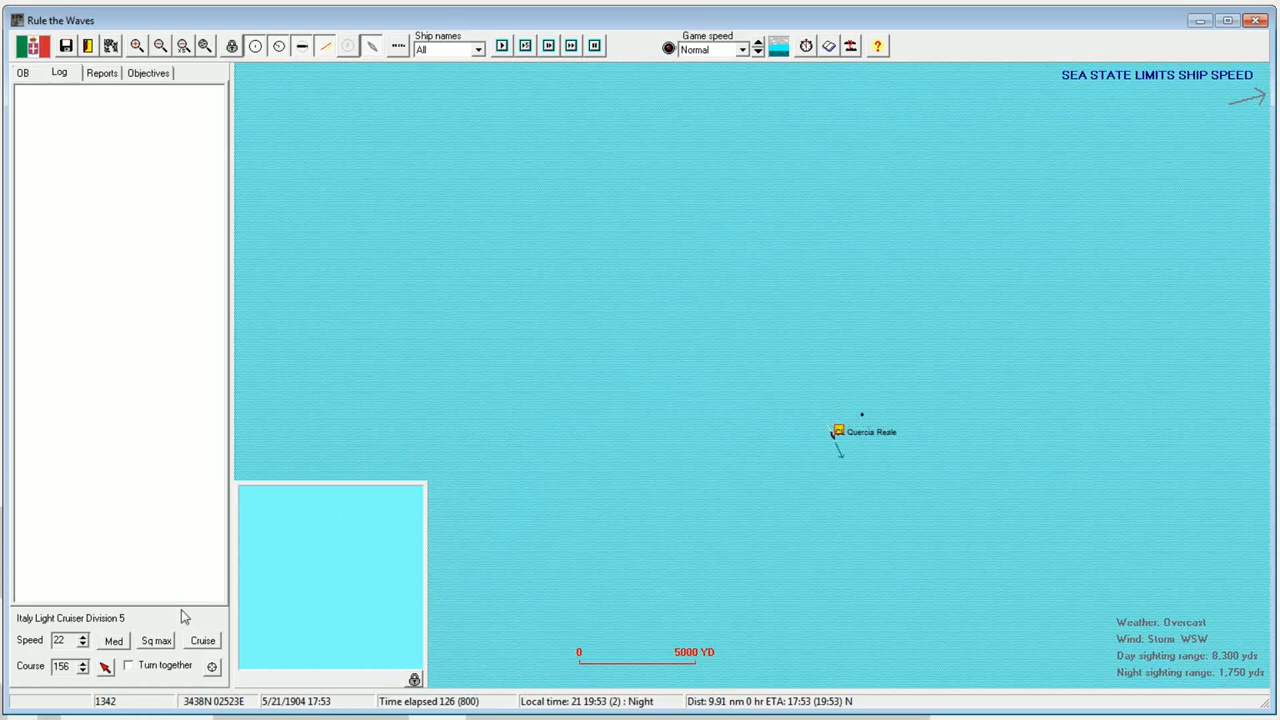 Rule the Waves
Ship names
All
Game speed
Normal
?
OB Log Reports Objectives
SEA STATE LIMITS SHIP SPEED
CL Quercia Reale
Italy Light Cruiser Division 5
Speed 22 Med Sq max Cruise
Course 156 Turn together
0 5000 YD
Weather: Overcast
Wind: Storm WSW
Day sighting range: 8,300 yds
Night sighting range: 1,750 yds
1342 3438N 02523E 5/21/1904 17:53 Time elapsed 126 (800) Local time: 21 19:53 (2) : Night Dist: 9.91 nm 0 hr ETA: 17:53 (19:53) N